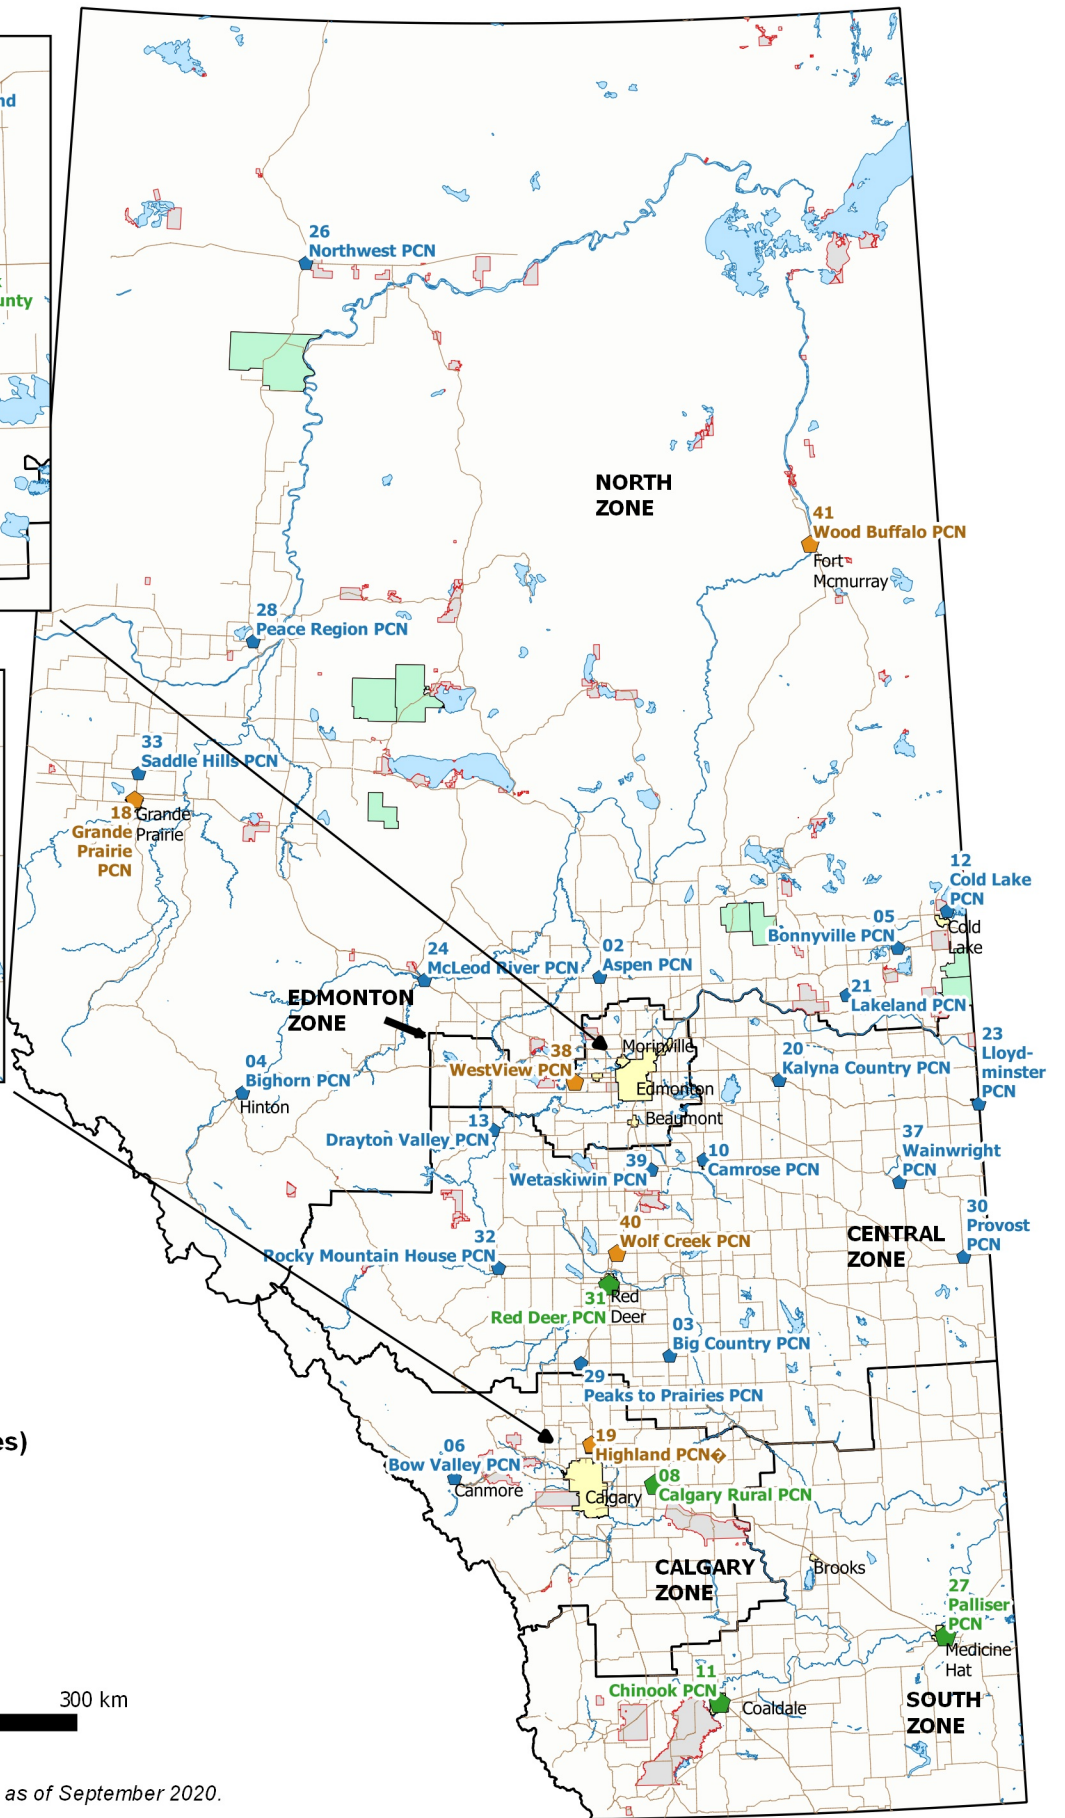 nd
unty
26
Northwest PCN
NORTH
ZONE
41
Wood Buffalo PCN
Fort
Mcmurray
28
Peace Region PCN
33
Saddle Hills PCN
18
Grande
Prairie
PCN
Grande
Prairie
12
Cold Lake
PCN
Cold
Lake
05
Bonnyville PCN
24
McLeod River PCN
02
Aspen PCN
21
Lakeland PCN
EDMONTON
ZONE
23
Lloyd-
minster
PCN
Morinville
38
WestView PCN
20
Kalyna Country PCN
04
Bighorn PCN
Hinton
Edmonton
Beaumont
13
Drayton Valley PCN
37
Wainwright
PCN
10
Camrose PCN
39
Wetaskiwin PCN
30
Provost
PCN
40
Wolf Creek PCN
CENTRAL
ZONE
32
Rocky Mountain House PCN
31
Red Deer PCN
Red
Deer
03
Big Country PCN
29
Peaks to Prairies PCN
es)
19
Highland PCN�
06
Bow Valley PCN
Canmore
08
Calgary Rural PCN
Calgary
CALGARY
ZONE
Brooks
27
Palliser
PCN
Medicine
Hat
11
Chinook PCN
Coaldale
SOUTH
ZONE
300 km
as of September 2020.